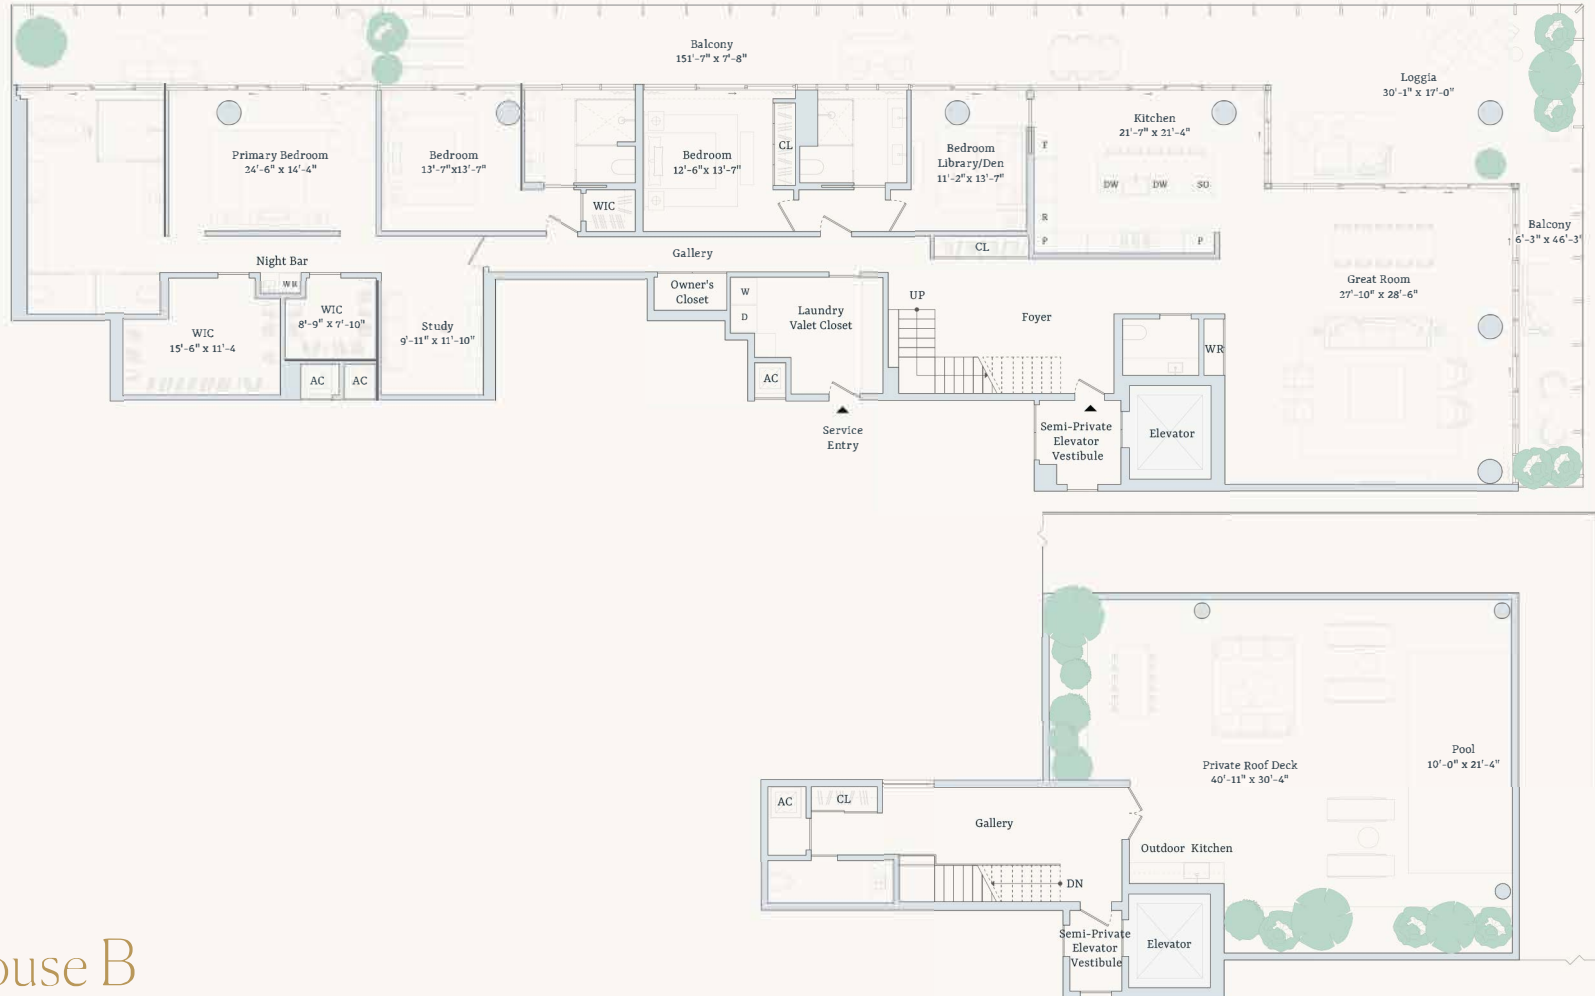 Balcony
151'-7" x 7'-8"
Loggia
30'-1" x 17'-0"
Primary Bedroom
24'-6" x 14'-4"
Bedroom
13'-7"x13'-7"
WIC
Bedroom
12'-6"x 13'-7"
CL
Bedroom
Library/Den
11'-2"x 13'-7"
Kitchen
21'-7" x 21'-4"
F
DW
DW
SO
R
P
P
Balcony
6'-3" x 46'-3"
Great Room
27'-10" x 28'-6"
Night Bar
Gallery
CL
WR
WIC
15'-6" x 11'-4
WIC
8'-9" x 7'-10"
AC
AC
Study
9'-11" x 11'-10"
Owner's
Closet
W
D
Laundry
Valet Closet
AC
UP
Foyer
WR
Service
Entry
Semi-Private
Elevator
Vestibule
Elevator
Private Roof Deck
40'-11" x 30'-4"
Pool
10'-0" x 21'-4"
AC
CL
Gallery
Outdoor Kitchen
DN
Semi-Private
Elevator
Vestibule
Elevator
ouse B